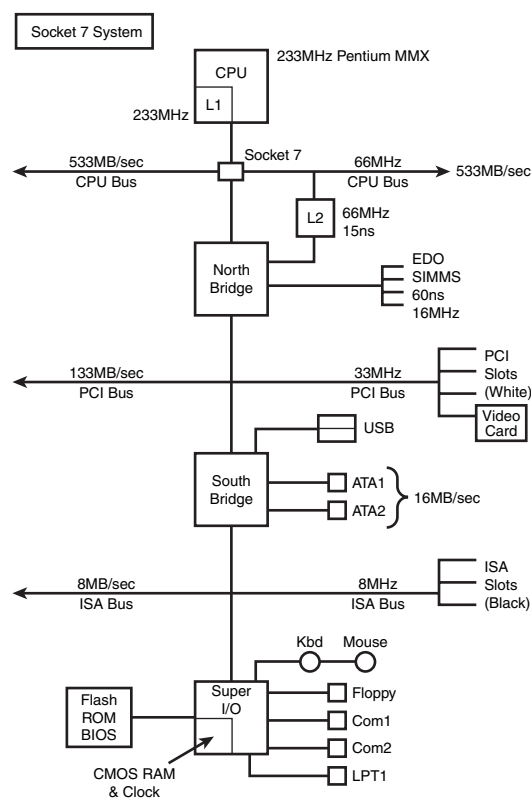 Socket 7 System
233MHz Pentium MMX
CPU
L1
233MHz
Socket 7
533MB/sec
CPU Bus
66MHz
CPU Bus
533MB/sec
L2
66MHz
15ns
North
Bridge
EDO
SIMMS
60ns
16MHz
133MB/sec
PCI Bus
33MHz
PCI Bus
PCI
Slots
(White)
Video
Card
USB
South
Bridge
ATA1
ATA2
16MB/sec
8MB/sec
ISA Bus
8MHz
ISA Bus
ISA
Slots
(Black)
Kbd
Mouse
Super
I/O
Flash
ROM
BIOS
Floppy
Com1
Com2
LPT1
CMOS RAM
& Clock